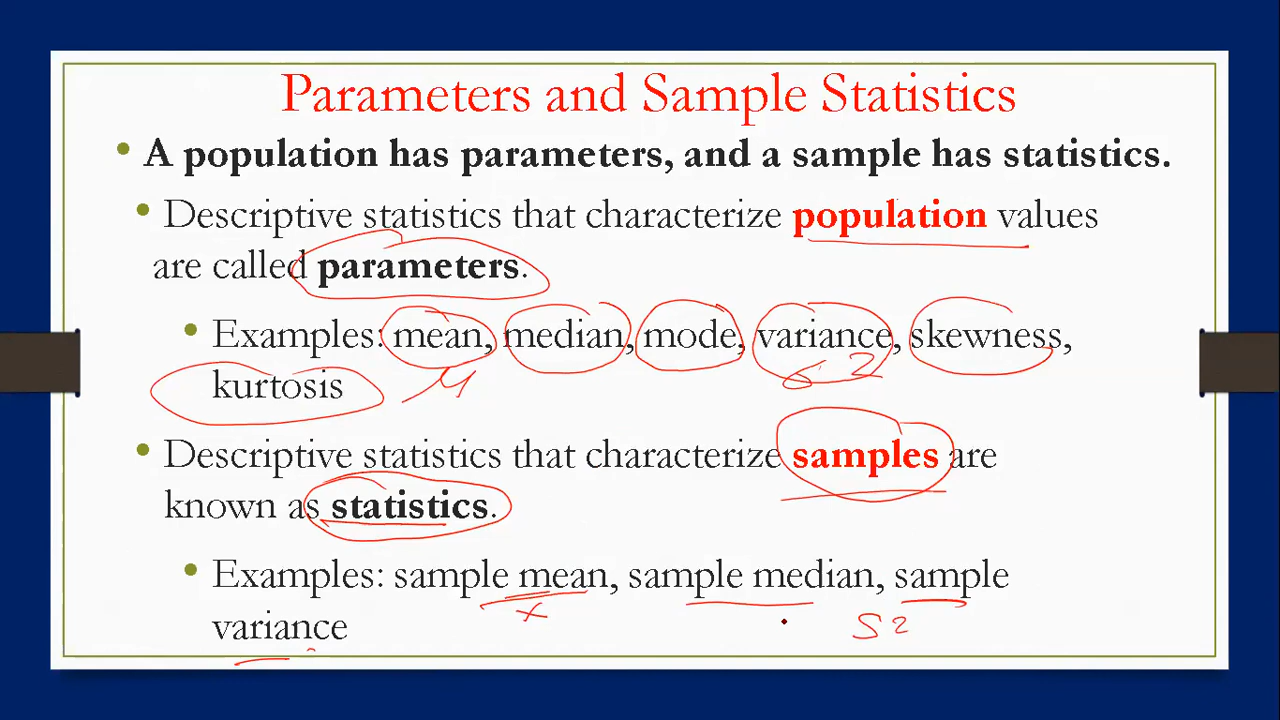 Parameters and Sample Statistics
• A population has parameters, and a sample has statistics.
• Descriptive statistics that characterize population values
are called parameters.
• Examples: mean, median, mode, variance, skewness,
σ2
kurtosis
μ
• Descriptive statistics that characterize samples are
known as statistics.
• Examples: sample mean, sample median, sample
x̄
S2
variance